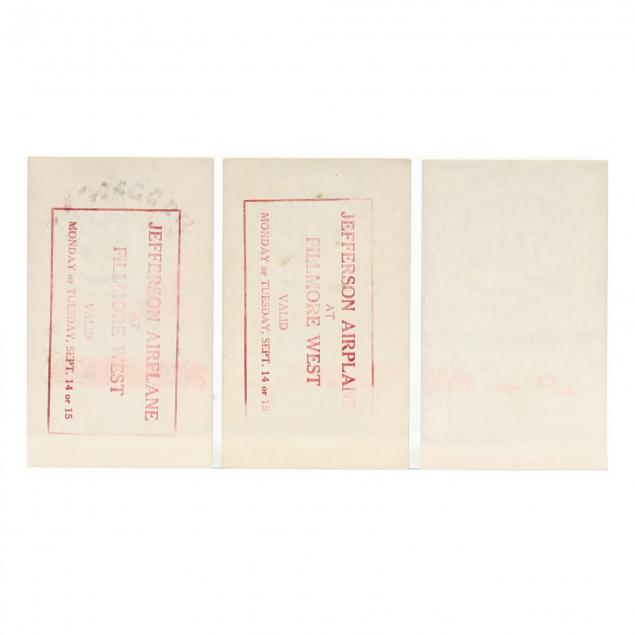 JEFFERSON AIRPLANE
AT
FILLMORE WEST
VALID
MONDAY or TUESDAY, SEPT. 14 or 15
JEFFERSON AIRPLANE
AT
FILLMORE WEST
VALID
MONDAY or TUESDAY, SEPT. 14 or 15